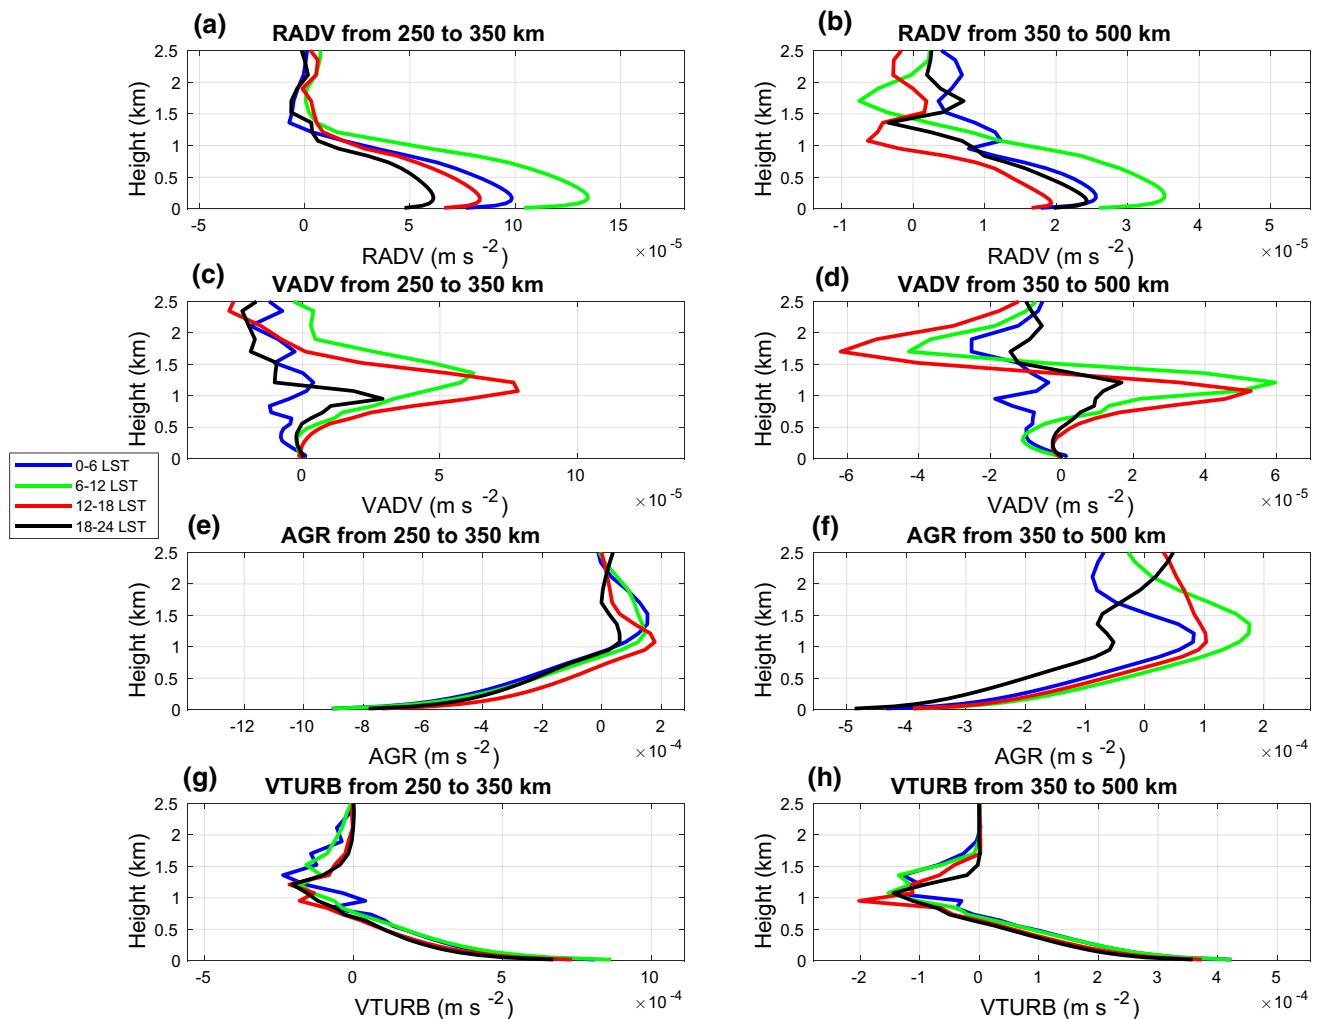 (a)
RADV from 250 to 350 km
2.5
2
1.5
1
0.5
0
Height (km)
-5 0 5 10 15
×10 -5
RADV (m s -2)
(b)
RADV from 350 to 500 km
2.5
2
1.5
1
0.5
0
Height (km)
-1 0 1 2 3 4 5
×10 -5
RADV (m s -2)
(c)
VADV from 250 to 350 km
2.5
2
1.5
1
0.5
0
Height (km)
0 5 10
×10 -5
VADV (m s -2)
(d)
VADV from 350 to 500 km
2.5
2
1.5
1
0.5
0
Height (km)
-6 -4 -2 0 2 4 6
×10 -5
VADV (m s -2)
0-6 LST
6-12 LST
12-18 LST
18-24 LST
(e)
AGR from 250 to 350 km
2.5
2
1.5
1
0.5
0
Height (km)
-12 -10 -8 -6 -4 -2 0 2
×10 -4
AGR (m s -2)
(f)
AGR from 350 to 500 km
2.5
2
1.5
1
0.5
0
Height (km)
-5 -4 -3 -2 -1 0 1 2
×10 -4
AGR (m s -2)
(g)
VTURB from 250 to 350 km
2.5
2
1.5
1
0.5
0
Height (km)
-5 0 5 10
×10 -4
VTURB (m s -2)
(h)
VTURB from 350 to 500 km
2.5
2
1.5
1
0.5
0
Height (km)
-2 -1 0 1 2 3 4 5
×10 -4
VTURB (m s -2)